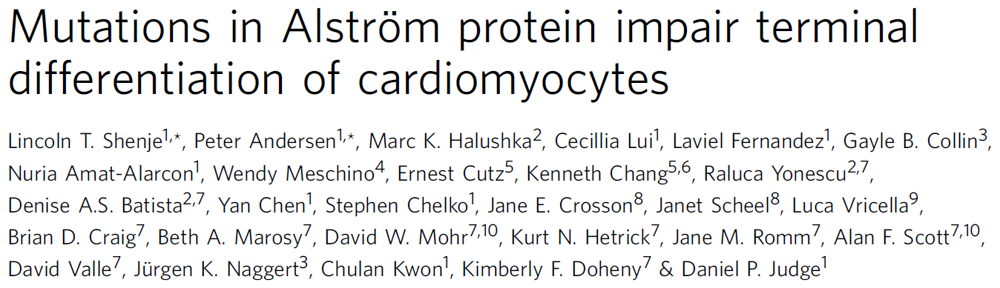 Mutations in Alström protein impair terminal
differentiation of cardiomyocytes
Lincoln T. Shenje1,*, Peter Andersen1,*, Marc K. Halushka2, Cecillia Lui1, Laviel Fernandez1, Gayle B. Collin3,
Nuria Amat-Alarcon1, Wendy Meschino4, Ernest Cutz5, Kenneth Chang5,6, Raluca Yonescu2,7,
Denise A.S. Batista2,7, Yan Chen1, Stephen Chelko1, Jane E. Crosson8, Janet Scheel8, Luca Vricella9,
Brian D. Craig7, Beth A. Marosy7, David W. Mohr7,10, Kurt N. Hetrick7, Jane M. Romm7, Alan F. Scott7,10,
David Valle7, Jürgen K. Naggert3, Chulan Kwon1, Kimberly F. Doheny7 & Daniel P. Judge1